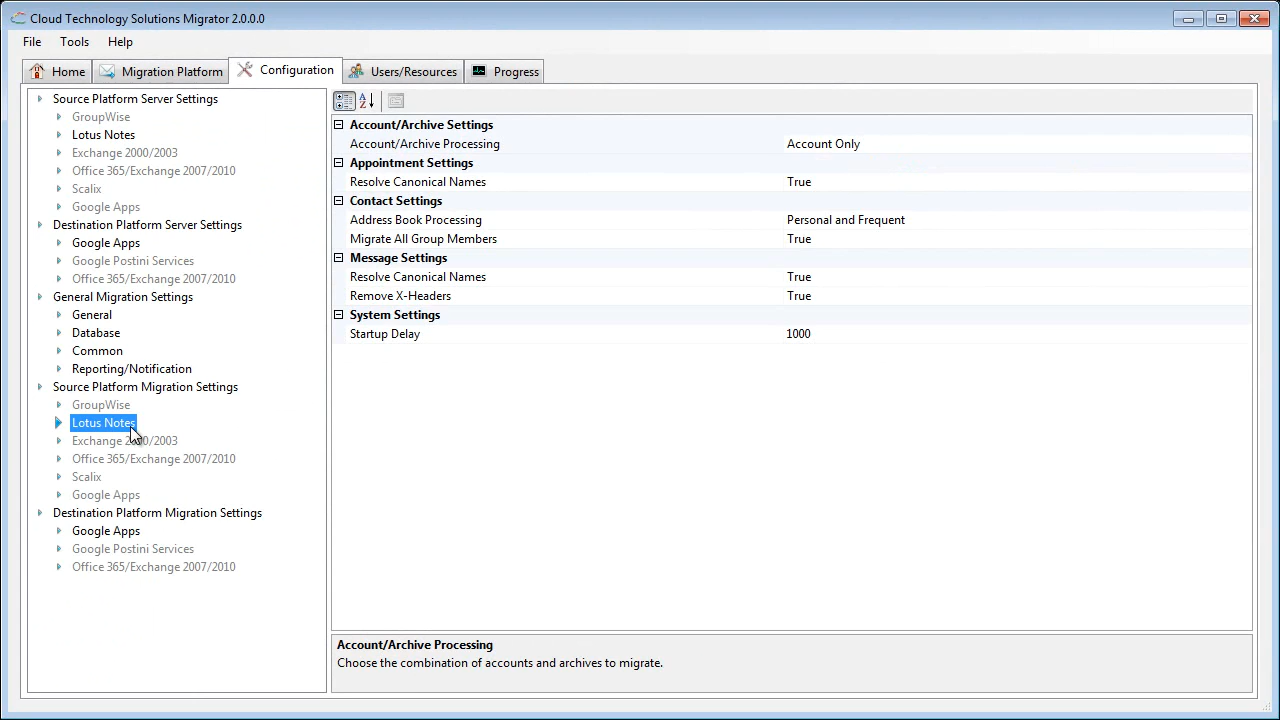 Cloud Technology Solutions Migrator 2.0.0.0
File Tools Help
Home Migration Platform Configuration Users/Resources Progress
Source Platform Server Settings
GroupWise
Lotus Notes
Exchange 2000/2003
Office 365/Exchange 2007/2010
Scalix
Google Apps
Destination Platform Server Settings
Google Apps
Google Postini Services
Office 365/Exchange 2007/2010
General Migration Settings
General
Database
Common
Reporting/Notification
Source Platform Migration Settings
GroupWise
Lotus Notes
Exchange 2000/2003
Office 365/Exchange 2007/2010
Scalix
Google Apps
Destination Platform Migration Settings
Google Apps
Google Postini Services
Office 365/Exchange 2007/2010
A Z
Account/Archive Settings
Account/Archive Processing Account Only
Appointment Settings
Resolve Canonical Names True
Contact Settings
Address Book Processing Personal and Frequent
Migrate All Group Members True
Message Settings
Resolve Canonical Names True
Remove X-Headers True
System Settings
Startup Delay 1000
Account/Archive Processing
Choose the combination of accounts and archives to migrate.